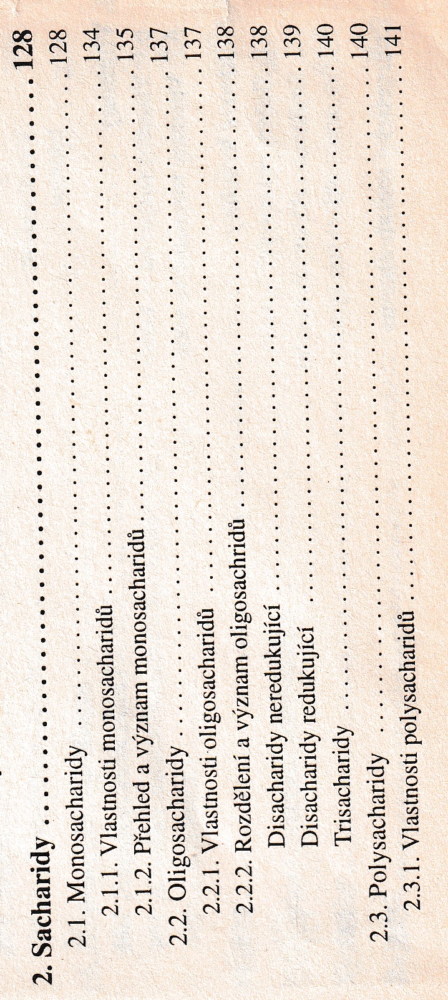 2. Sacharidy ..... 128
2.1. Monosacharidy ..... 128
2.1.1. Vlastnosti monosacharidů ..... 134
2.1.2. Přehled a význam monosacharidů ..... 135
2.2. Oligosacharidy ..... 137
2.2.1. Vlastnosti oligosacharidů ..... 137
2.2.2. Rozdělení a význam oligosachridů ..... 138
Disacharidy neredukující ..... 138
Disacharidy redukující ..... 139
Trisacharidy ..... 140
2.3. Polysacharidy ..... 140
2.3.1. Vlastnosti polysacharidů ..... 141